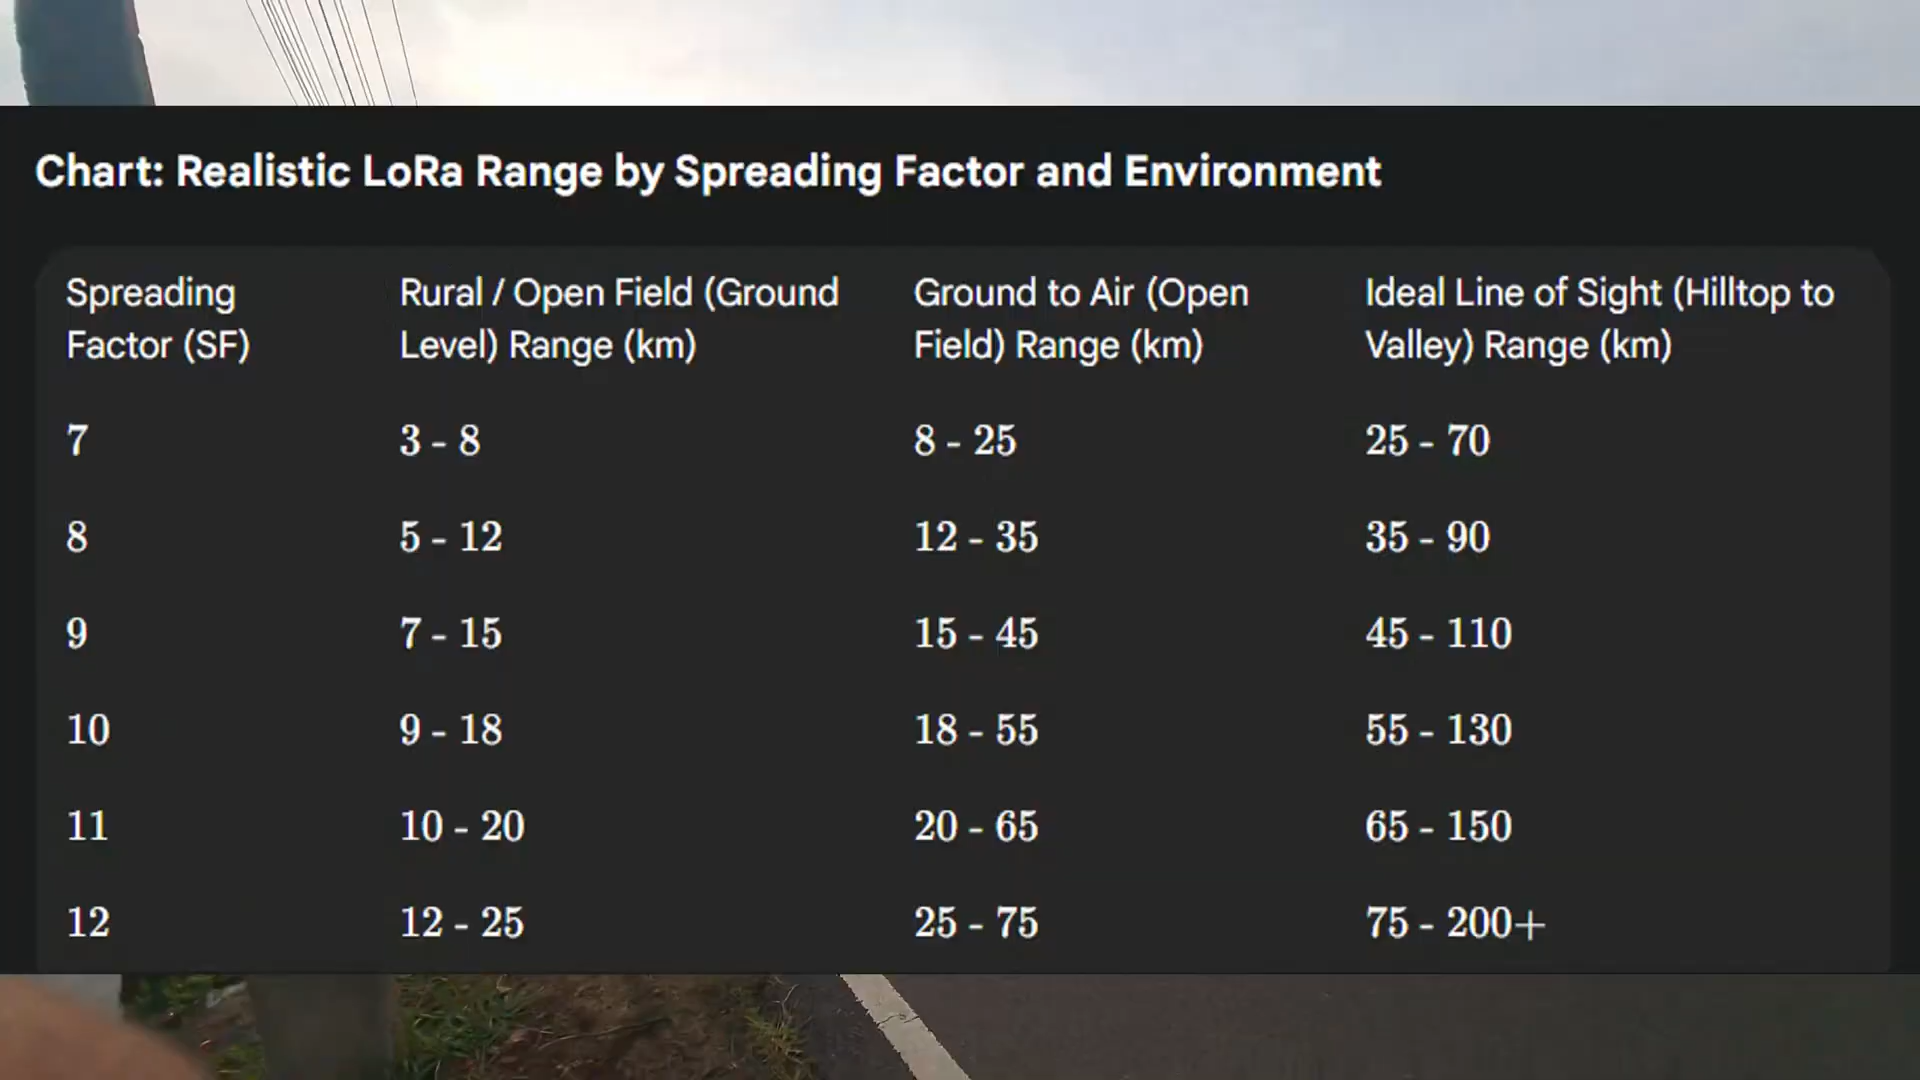 Chart: Realistic LoRa Range by Spreading Factor and Environment
Spreading Factor (SF) Rural / Open Field (Ground Level) Range (km) Ground to Air (Open Field) Range (km) Ideal Line of Sight (Hilltop to Valley) Range (km)
7 3 - 8 8 - 25 25 - 70
8 5 - 12 12 - 35 35 - 90
9 7 - 15 15 - 45 45 - 110
10 9 - 18 18 - 55 55 - 130
11 10 - 20 20 - 65 65 - 150
12 12 - 25 25 - 75 75 - 200+